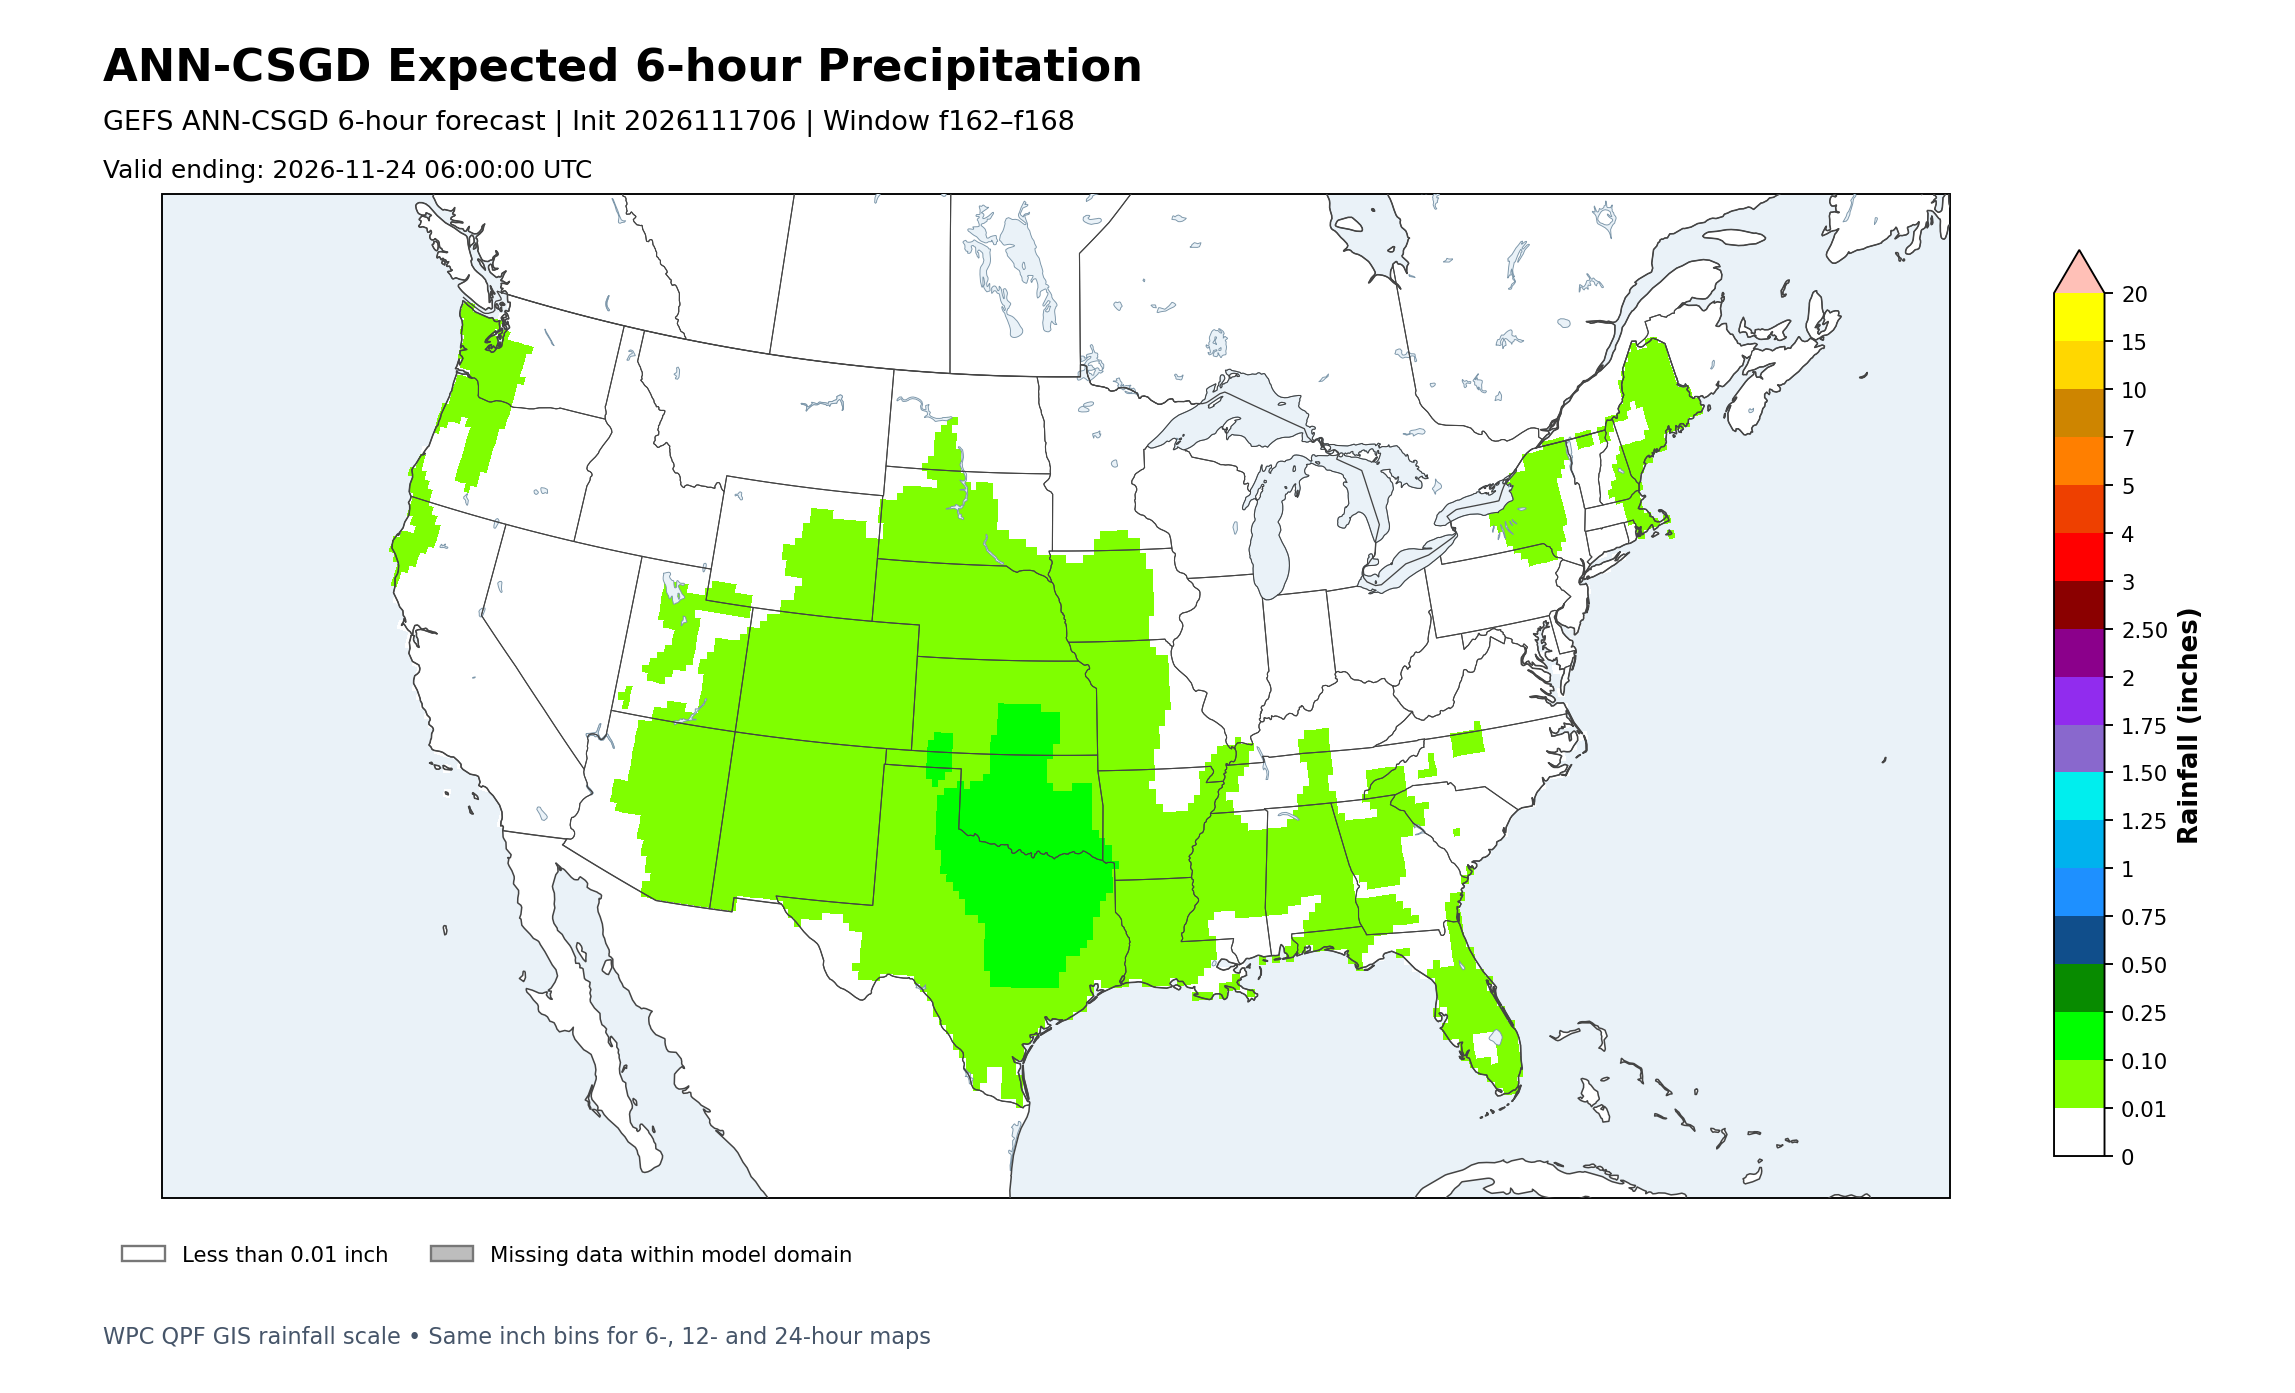 ANN-CSGD Expected 6-hour Precipitation
GEFS ANN-CSGD 6-hour forecast | Init 2026111706 | Window f162–f168
Valid ending: 2026-11-24 06:00:00 UTC
20
15
10
7
5
4
3
2.50
2
1.75
1.50
1.25
1
0.75
0.50
0.25
0.10
0.01
0
Rainfall (inches)
Less than 0.01 inch
Missing data within model domain
WPC QPF GIS rainfall scale • Same inch bins for 6-, 12- and 24-hour maps